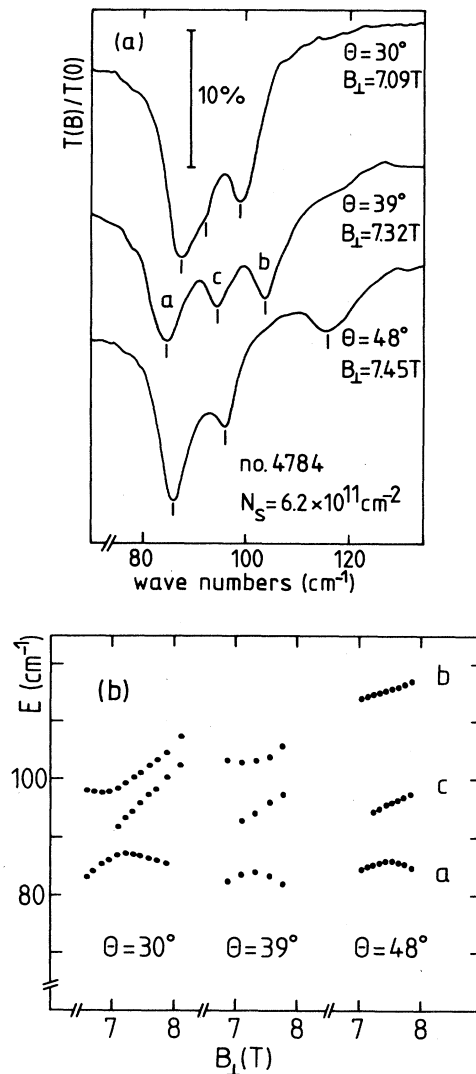 (a)
T(B)/T(0)
10%
Θ=30°
B⊥=7.09T
Θ=39°
B⊥=7.32T
a
c
b
Θ=48°
B⊥=7.45T
no. 4784
Ns=6.2×10¹¹cm⁻²
80
100
120
wave numbers (cm⁻¹)
E (cm⁻¹)
(b)
b
100
c
a
80
Θ=30°
Θ=39°
Θ=48°
7
8
7
8
7
8
B⊥(T)